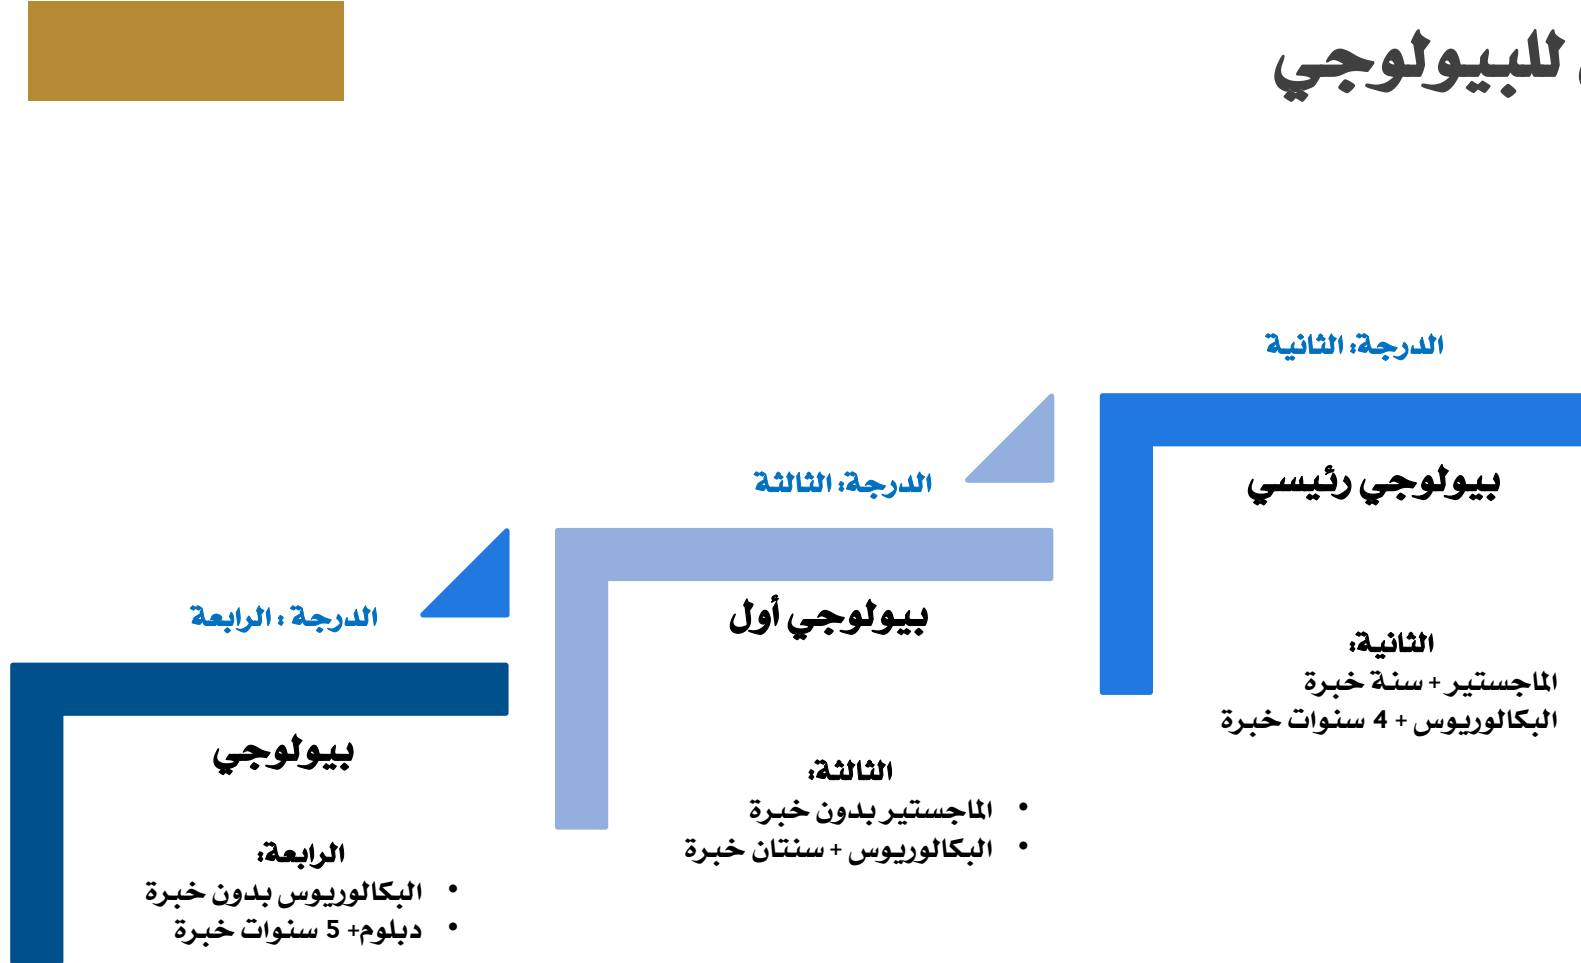 للبيولوجي
الدرجة: الثانية
بيولوجي رئيسي
الثانية:
الماجستير + سنة خبرة
البكالوريوس + 4 سنوات خبرة
الدرجة: الثالثة
بيولوجي أول
الثالثة:
• الماجستير بدون خبرة
• البكالوريوس + سنتان خبرة
الدرجة : الرابعة
بيولوجي
الرابعة:
• البكالوريوس بدون خبرة
• دبلوم+ 5 سنوات خبرة